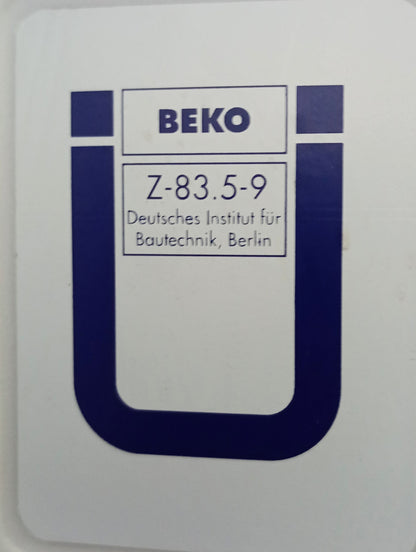 BEKO
Z-83.5-9
Deutsches Institut für
Bautechnik, Berlin